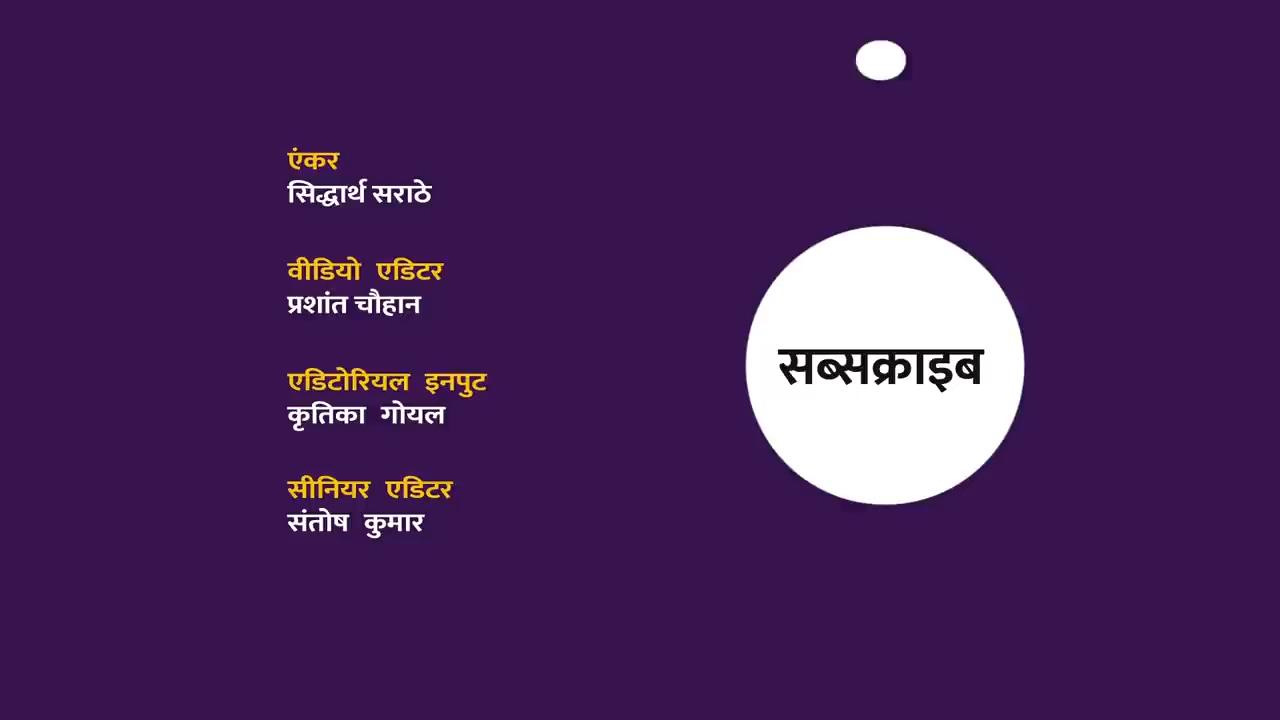 एंकर
सिद्धार्थ सराठे
वीडियो एडिटर
प्रशांत चौहान
एडिटोरियल इनपुट
कृतिका गोयल
सीनियर एडिटर
संतोष कुमार
सब्सक्राइब